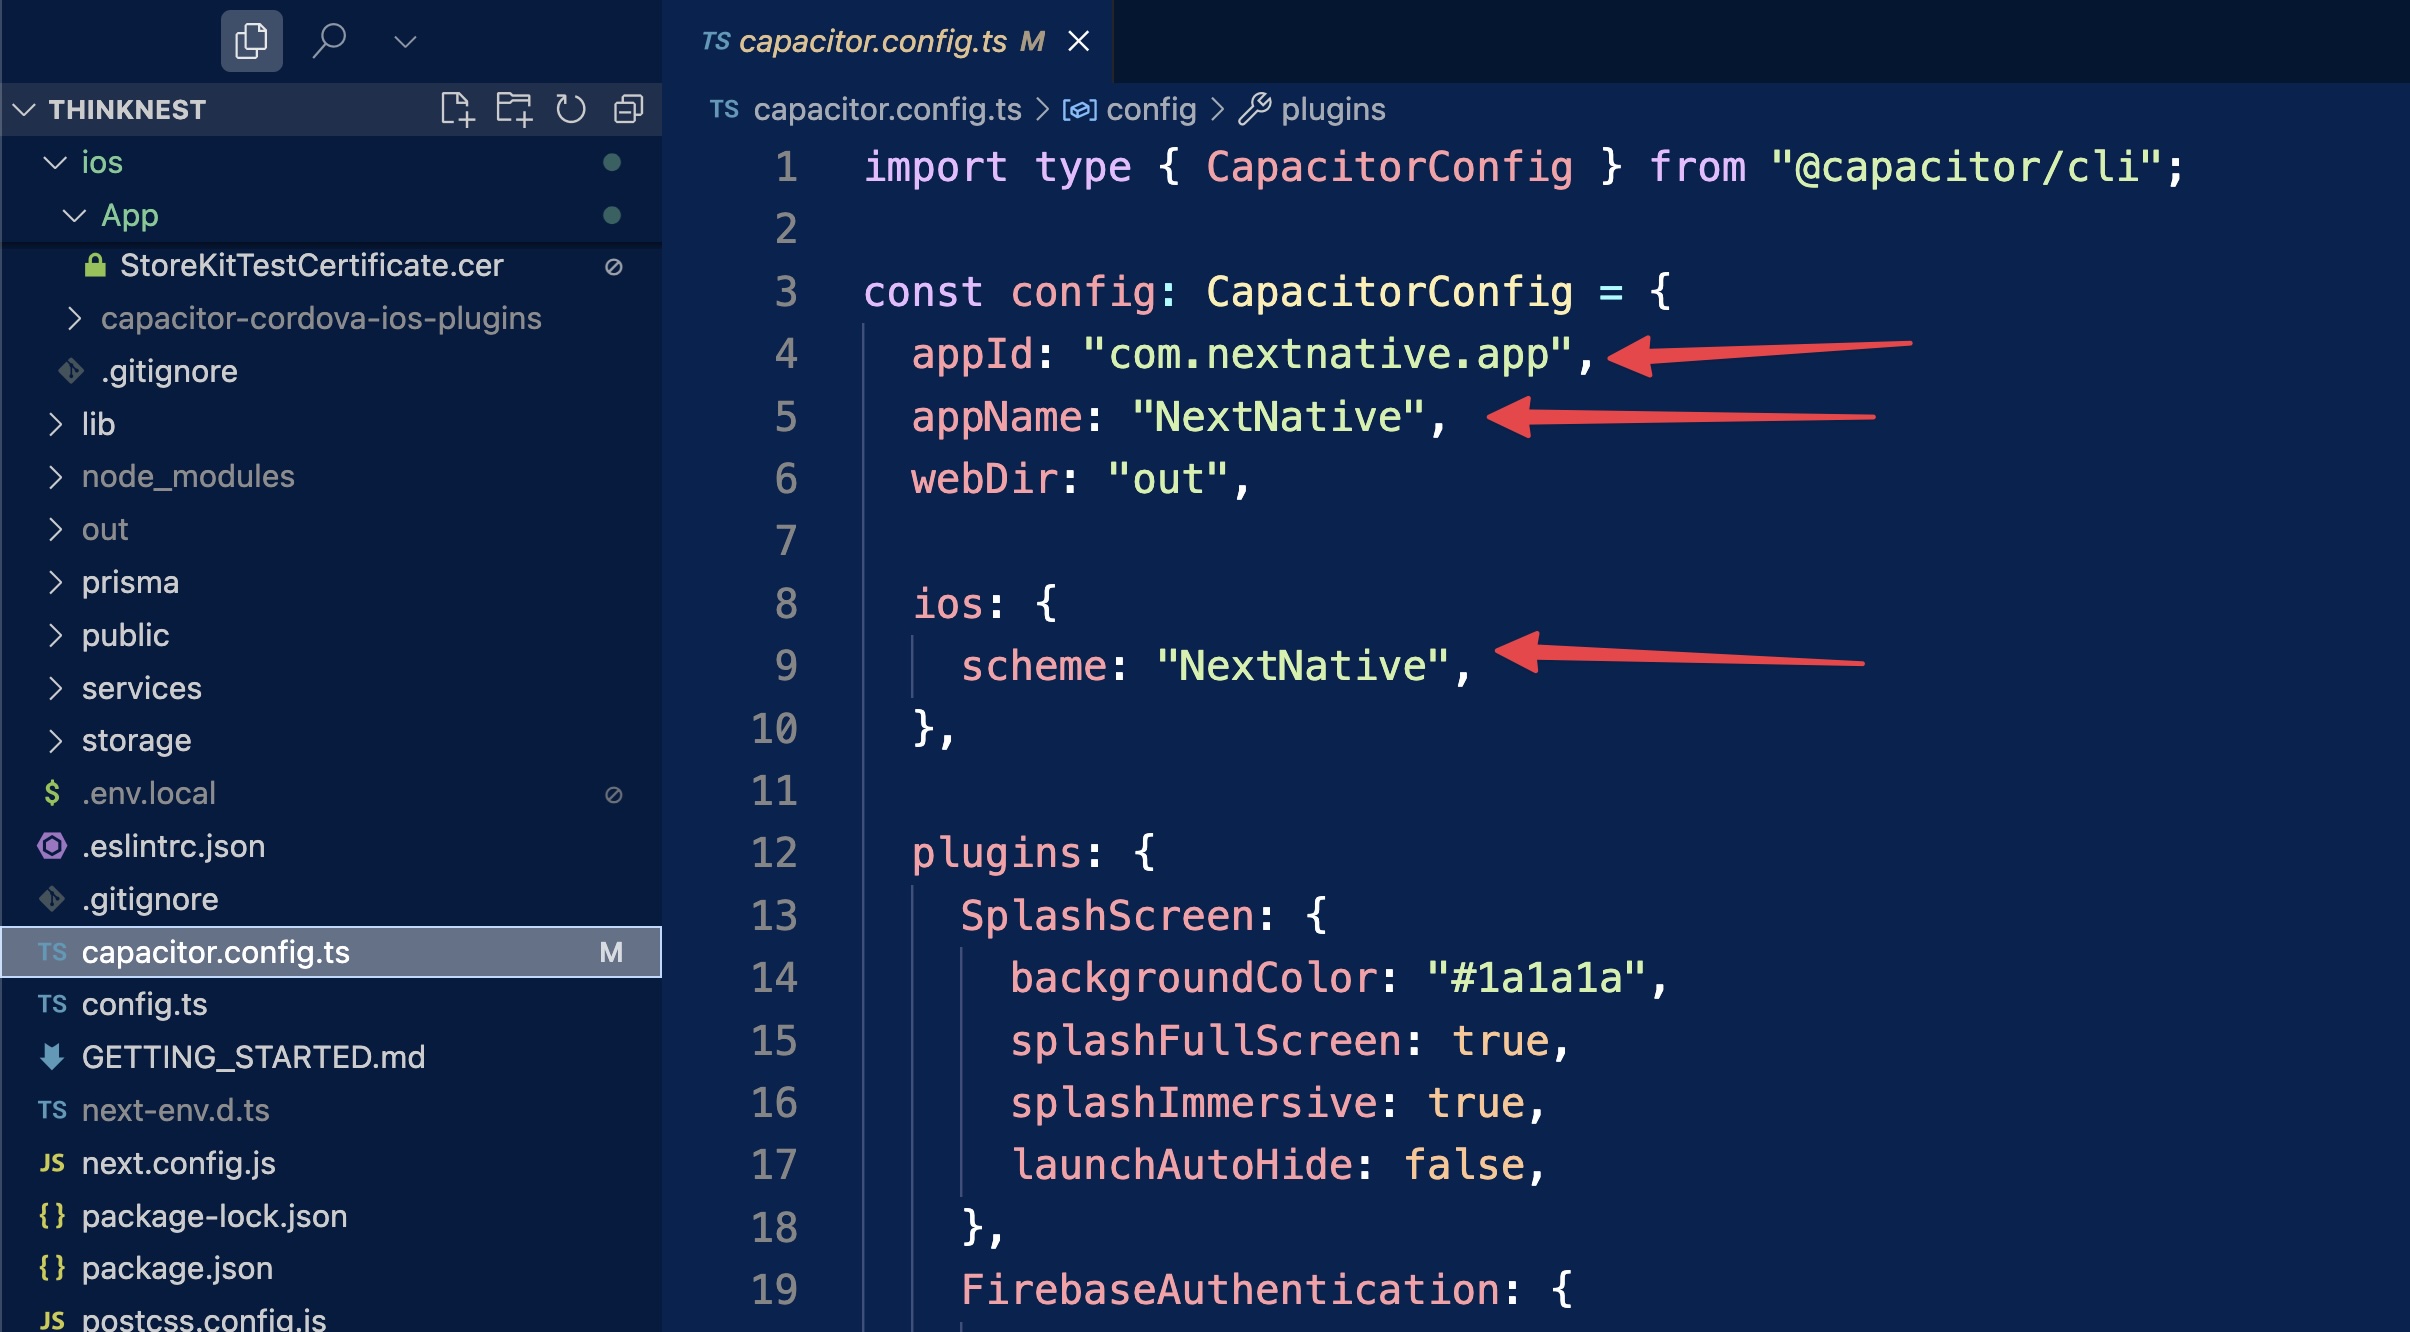 THINKNEST
ios
App
StoreKitTestCertificate.cer
capacitor-cordova-ios-plugins
.gitignore
lib
node_modules
out
prisma
public
services
storage
$ .env.local
.eslintrc.json
.gitignore
TS capacitor.config.ts M
TS config.ts
GETTING_STARTED.md
TS next-env.d.ts
JS next.config.js
{} package-lock.json
{} package.json
JS postcss.config.js
TS capacitor.config.ts M
TS capacitor.config.ts > config > plugins
1 import type { CapacitorConfig } from "@capacitor/cli";
2
3 const config: CapacitorConfig = {
4 appId: "com.nextnative.app",
5 appName: "NextNative",
6 webDir: "out",
7
8 ios: {
9 scheme: "NextNative",
10 },
11
12 plugins: {
13 SplashScreen: {
14 backgroundColor: "#1a1a1a",
15 splashFullScreen: true,
16 splashImmersive: true,
17 launchAutoHide: false,
18 },
19 FirebaseAuthentication: {